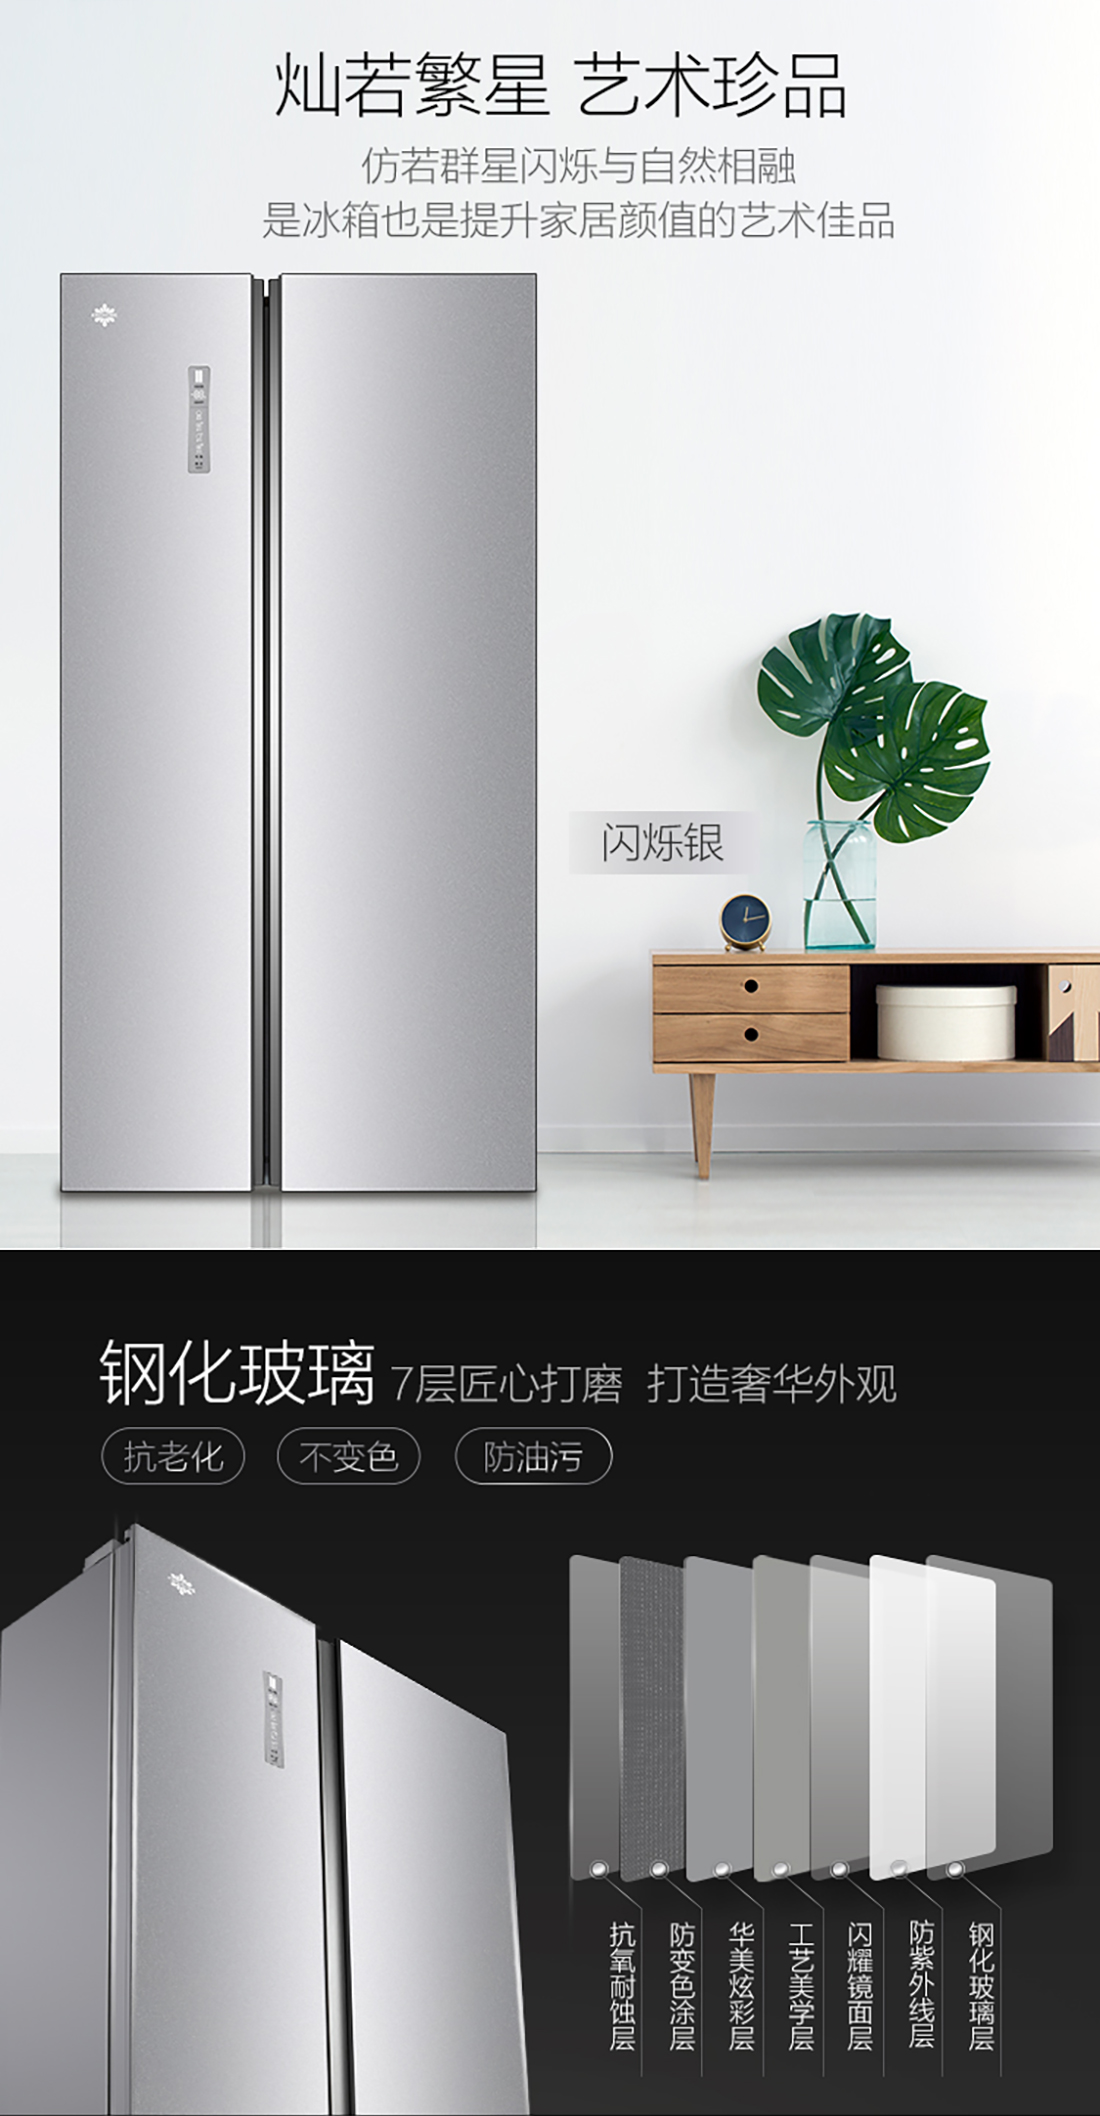 灿若繁星 艺术珍品
仿若群星闪烁与自然相融
是冰箱也是提升家居颜值的艺术佳品
闪烁银
钢化玻璃 7层匠心打磨 打造奢华外观
抗老化 不变色 防油污
抗氧耐蚀层
防变色涂层
华美炫彩层
工艺美学层
闪耀镜面层
防紫外线层
钢化玻璃层